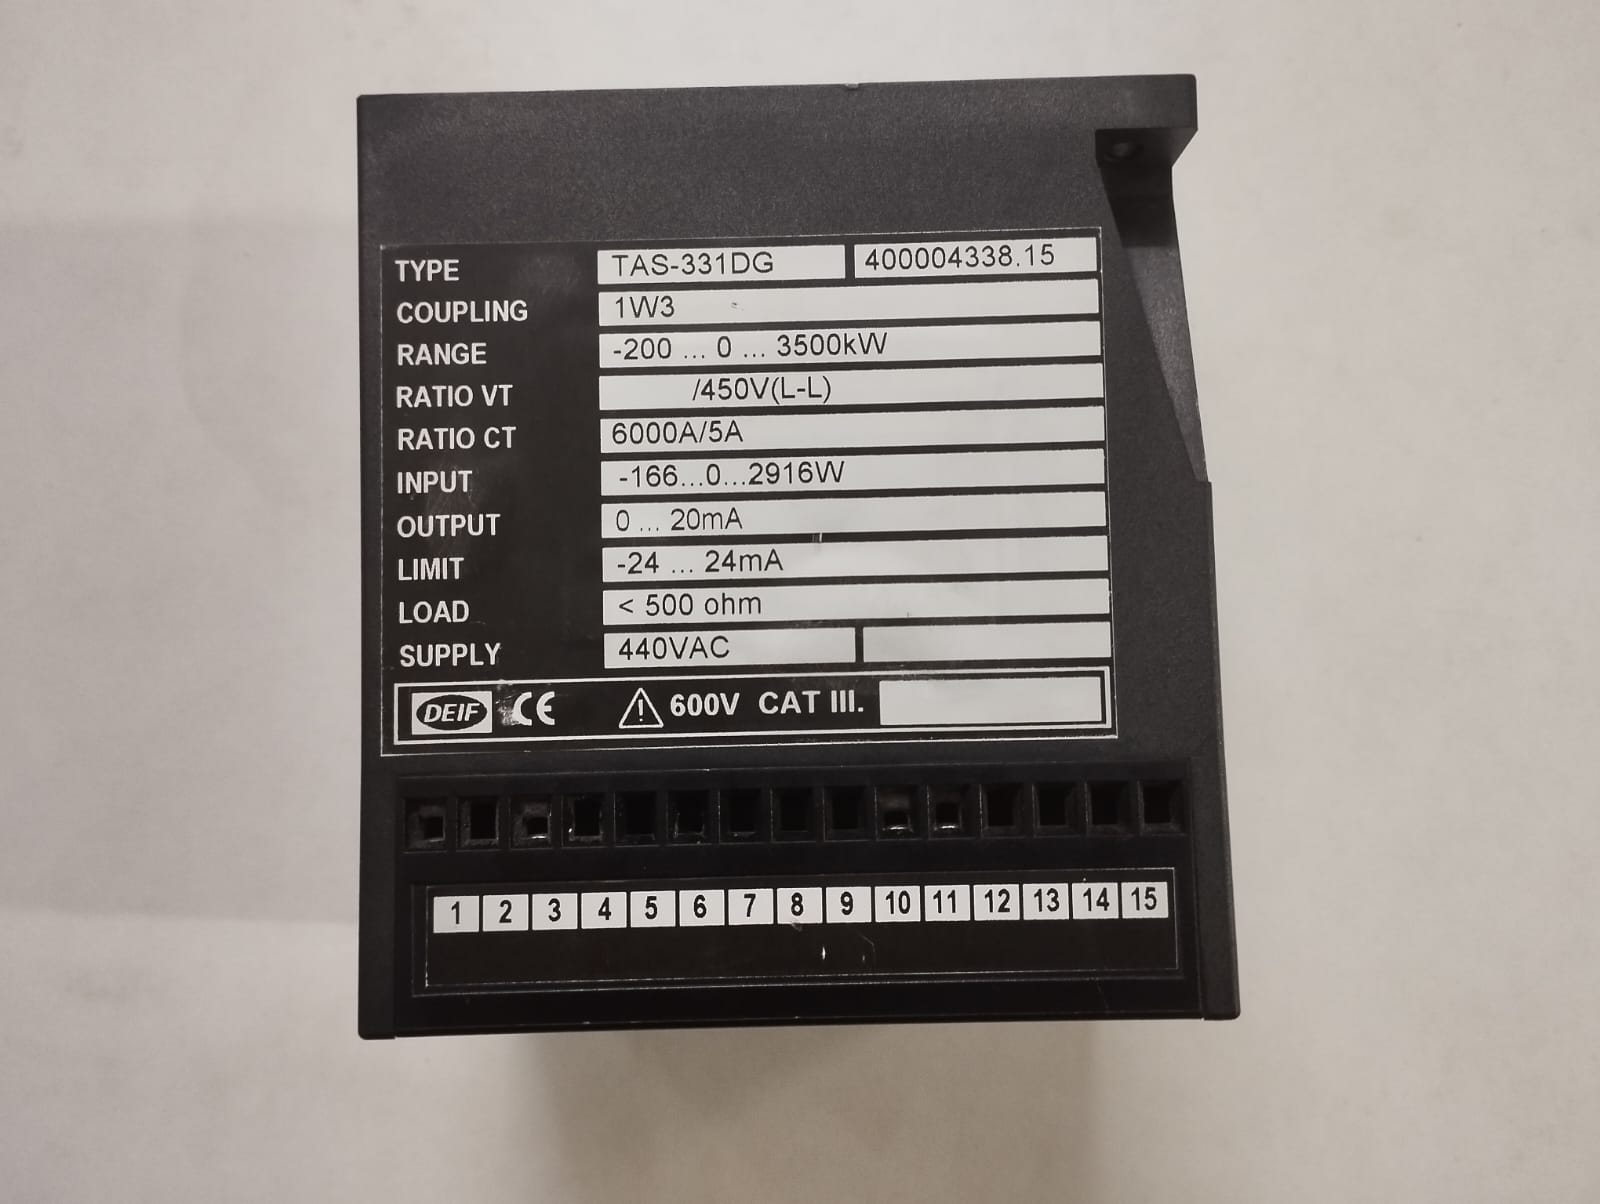 TYPE TAS-331DG 400004338.15
COUPLING 1W3
RANGE -200 ... 0 ... 3500kW
RATIO VT /450V(L-L)
RATIO CT 6000A/5A
INPUT -166...0...2916W
OUTPUT 0 ... 20mA
LIMIT -24 ... 24mA
LOAD < 500 ohm
SUPPLY 440VAC
DEIF CE 600V CAT III.
1 2 3 4 5 6 7 8 9 10 11 12 13 14 15